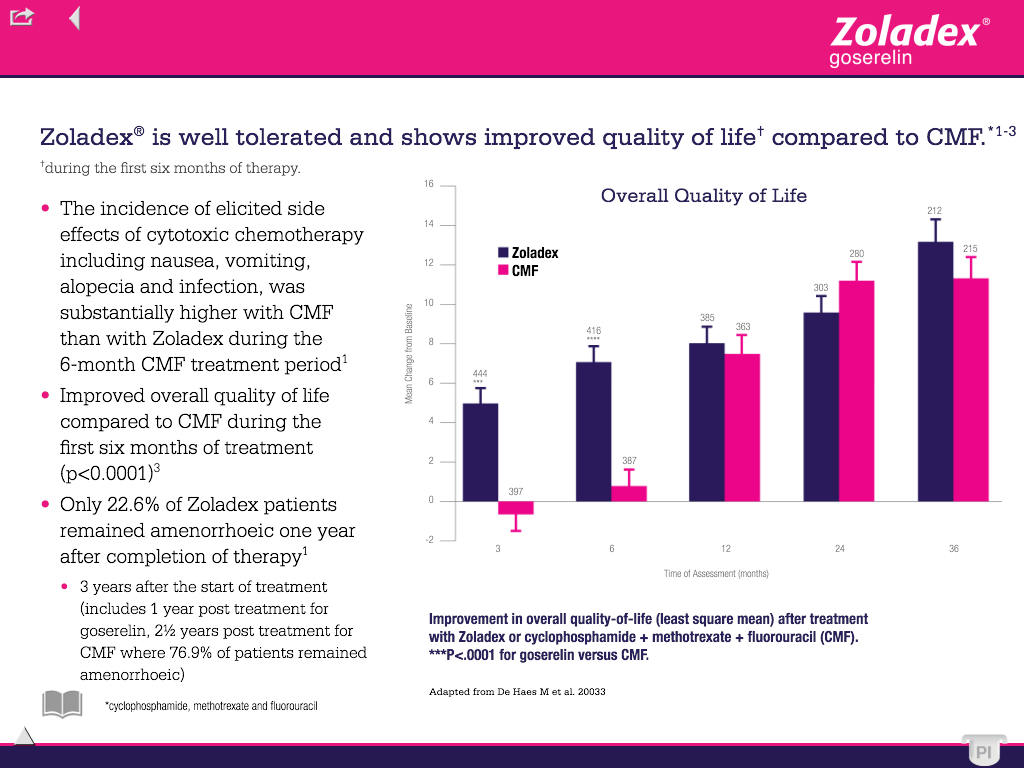 Zoladex®
goserelin
Zoladex® is well tolerated and shows improved quality of life† compared to CMF.*1-3
†during the first six months of therapy.
• The incidence of elicited side
effects of cytotoxic chemotherapy
including nausea, vomiting,
alopecia and infection, was
substantially higher with CMF
than with Zoladex during the
6-month CMF treatment period1
• Improved overall quality of life
compared to CMF during the
first six months of treatment
(p<0.0001)3
• Only 22.6% of Zoladex patients
remained amenorrhoeic one year
after completion of therapy1
• 3 years after the start of treatment
(includes 1 year post treatment for
goserelin, 2½ years post treatment for
CMF where 76.9% of patients remained
amenorrhoeic)
*cyclophosphamide, methotrexate and fluorouracil
Overall Quality of Life
Zoladex
CMF
Mean Change from Baseline
16
14
12
10
8
6
4
2
0
-2
444
***
397
416
****
387
385
363
303
280
212
215
3
6
12
24
36
Time of Assessment (months)
Improvement in overall quality-of-life (least square mean) after treatment
with Zoladex or cyclophosphamide + methotrexate + fluorouracil (CMF).
***P<.0001 for goserelin versus CMF.
Adapted from De Haes M et al. 20033
PI